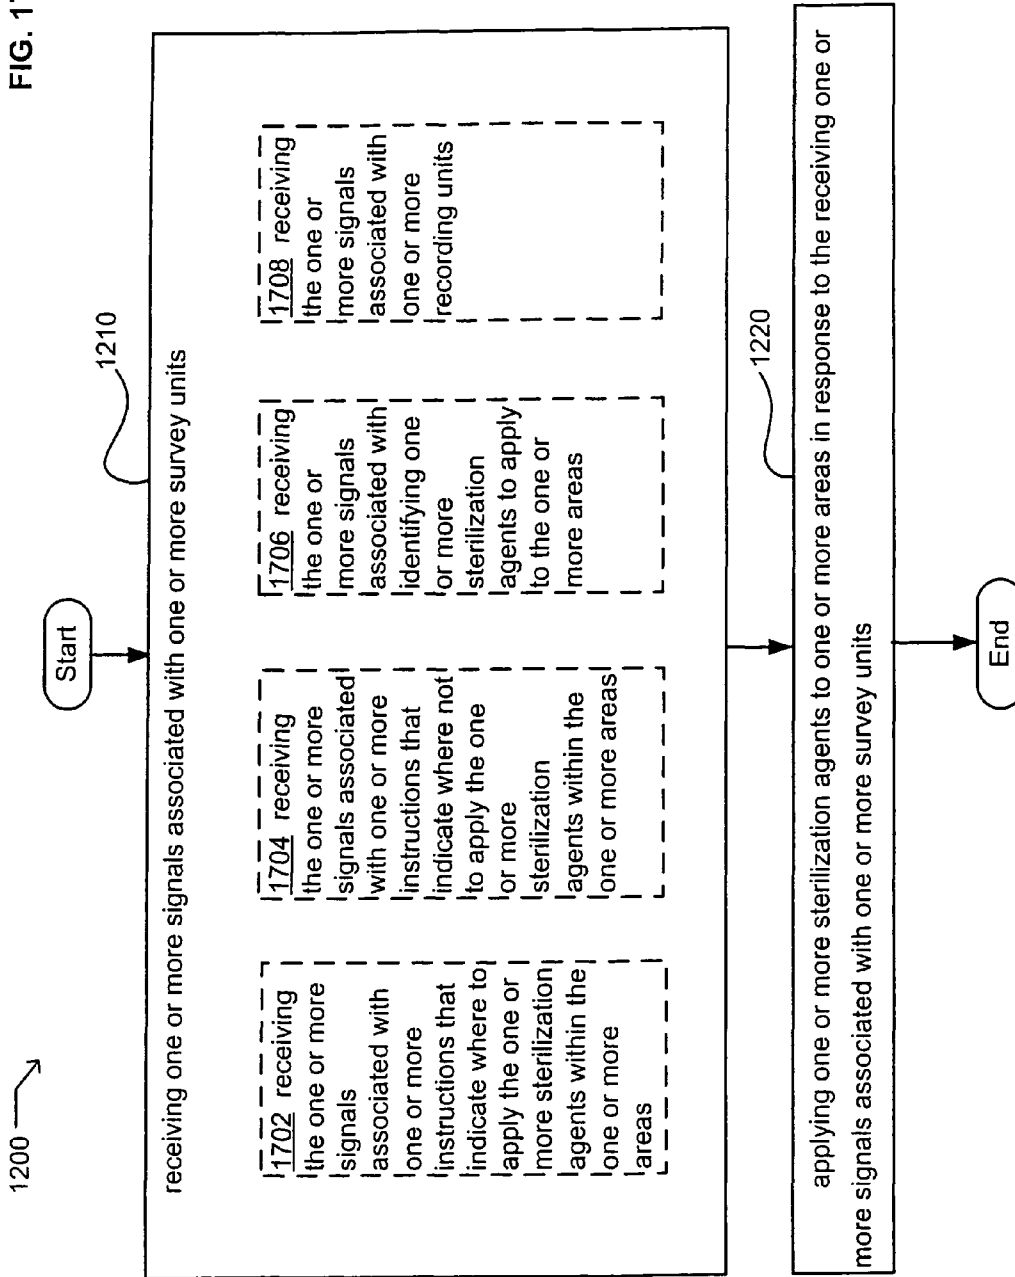 FIG. 17
1200
Start
1210
receiving one or more signals associated with one or more survey units
1702 receiving
the one or more
signals
associated with
one or more
instructions that
indicate where to
apply the one or
more sterilization
agents within the
one or more
areas
1704 receiving
the one or more
signals associated
with one or more
instructions that
indicate where not
to apply the one
or more
sterilization
agents within the
one or more areas
1706 receiving
the one or
more signals
associated with
identifying one
or more
sterilization
agents to apply
to the one or
more areas
1708 receiving
the one or
more signals
associated with
one or more
recording units
1220
applying one or more sterilization agents to one or more areas in response to the receiving one or
more signals associated with one or more survey units
End